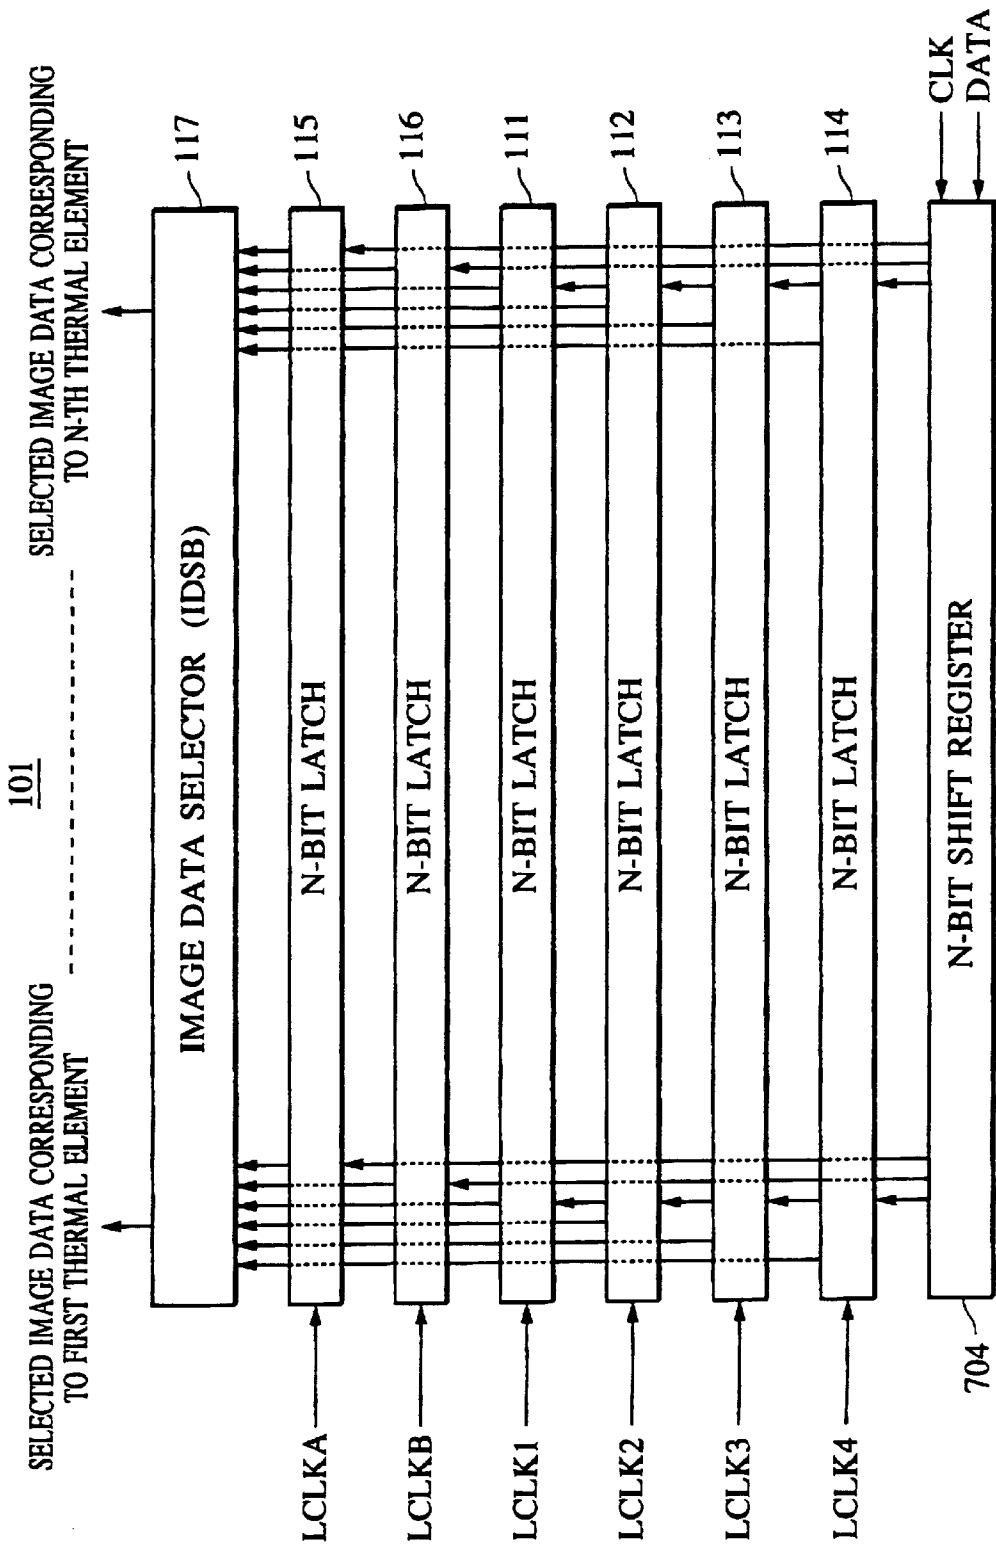 101
SELECTED IMAGE DATA CORRESPONDING
TO FIRST THERMAL ELEMENT
SELECTED IMAGE DATA CORRESPONDING
TO N-TH THERMAL ELEMENT
IMAGE DATA SELECTOR (IDSB)
117
LCLKA
N-BIT LATCH
115
LCLKB
N-BIT LATCH
116
LCLK1
N-BIT LATCH
111
LCLK2
N-BIT LATCH
112
LCLK3
N-BIT LATCH
113
LCLK4
N-BIT LATCH
114
704
N-BIT SHIFT REGISTER
CLK
DATA